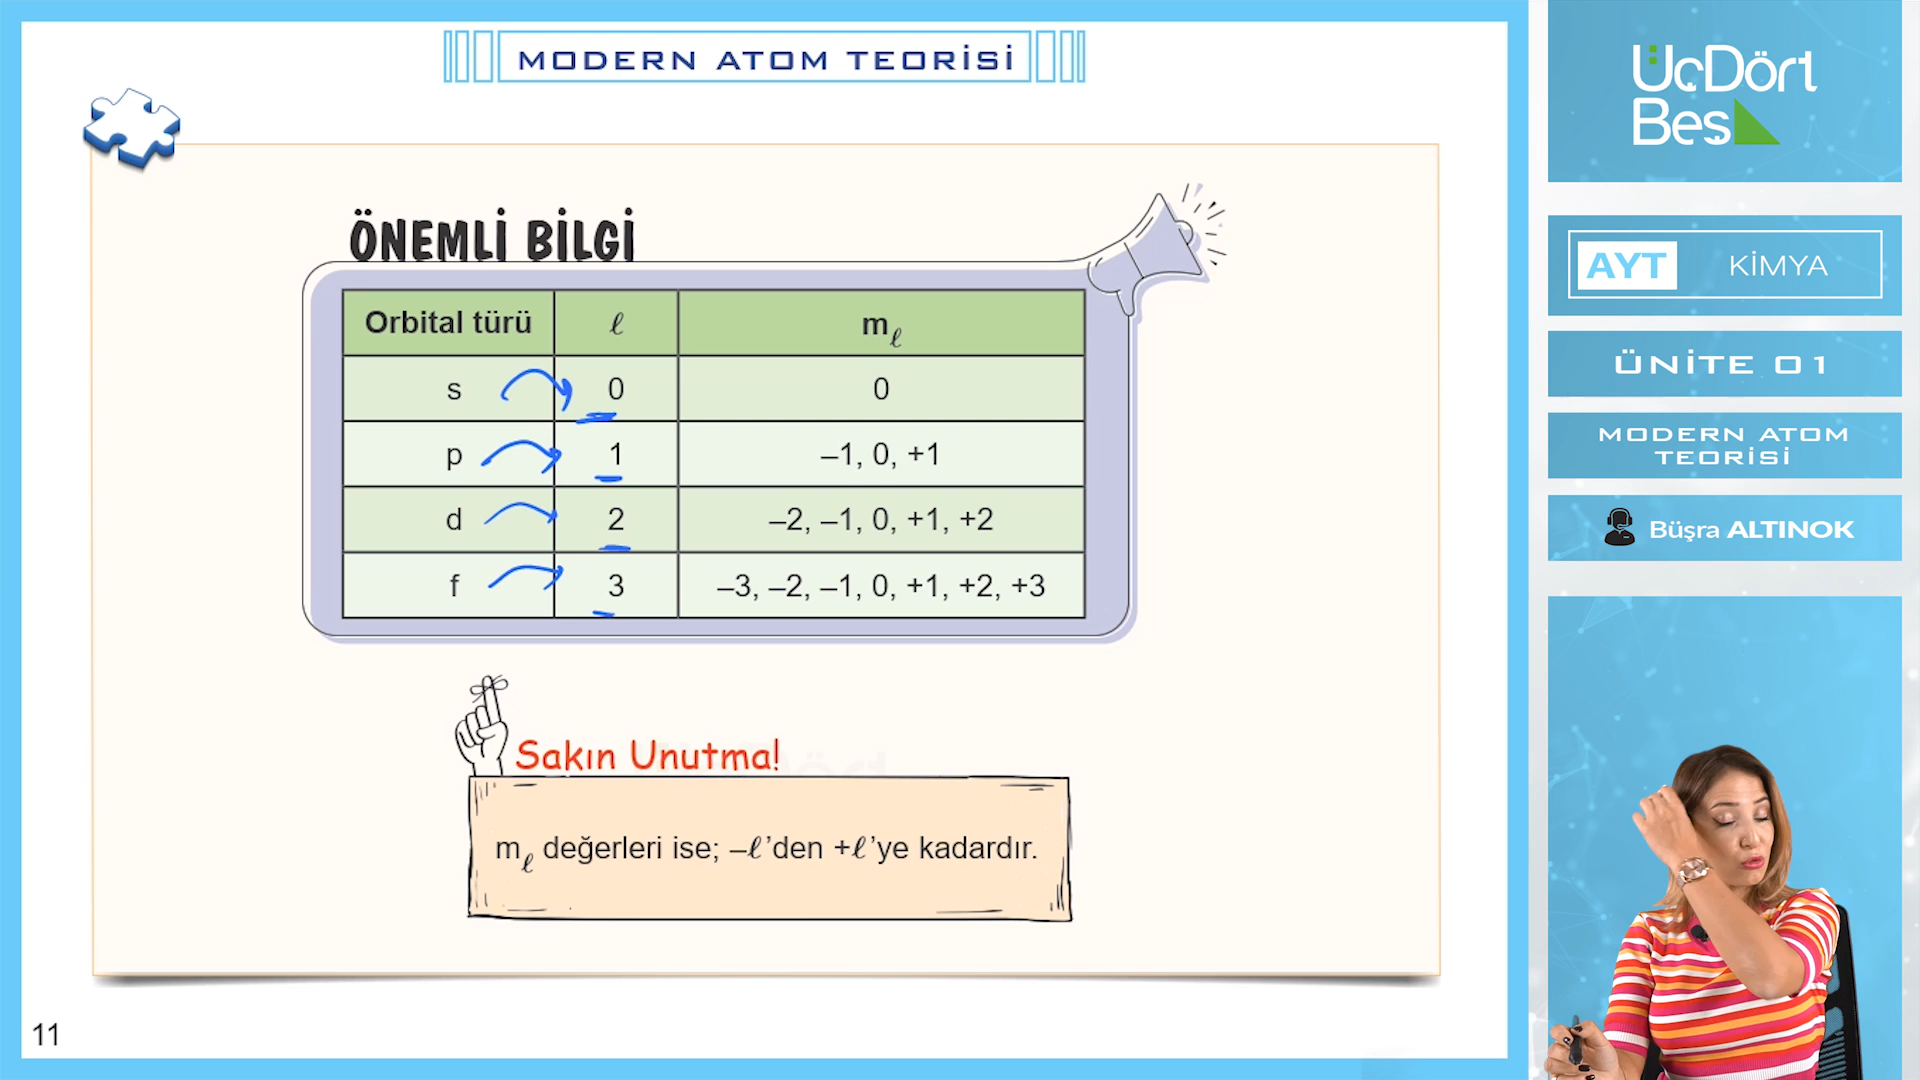 MODERN ATOM TEORİSİ
ÖNEMLİ BİLGİ
Orbital türü ℓ mℓ
s 0 0
p 1 –1, 0, +1
d 2 –2, –1, 0, +1, +2
f 3 –3, –2, –1, 0, +1, +2, +3
Sakın Unutma!
mℓ değerleri ise; –ℓ’den +ℓ’ye kadardır.
11
ÜçDört
Beş
AYT KİMYA
ÜNİTE 01
MODERN ATOM
TEORİSİ
Büşra ALTINOK